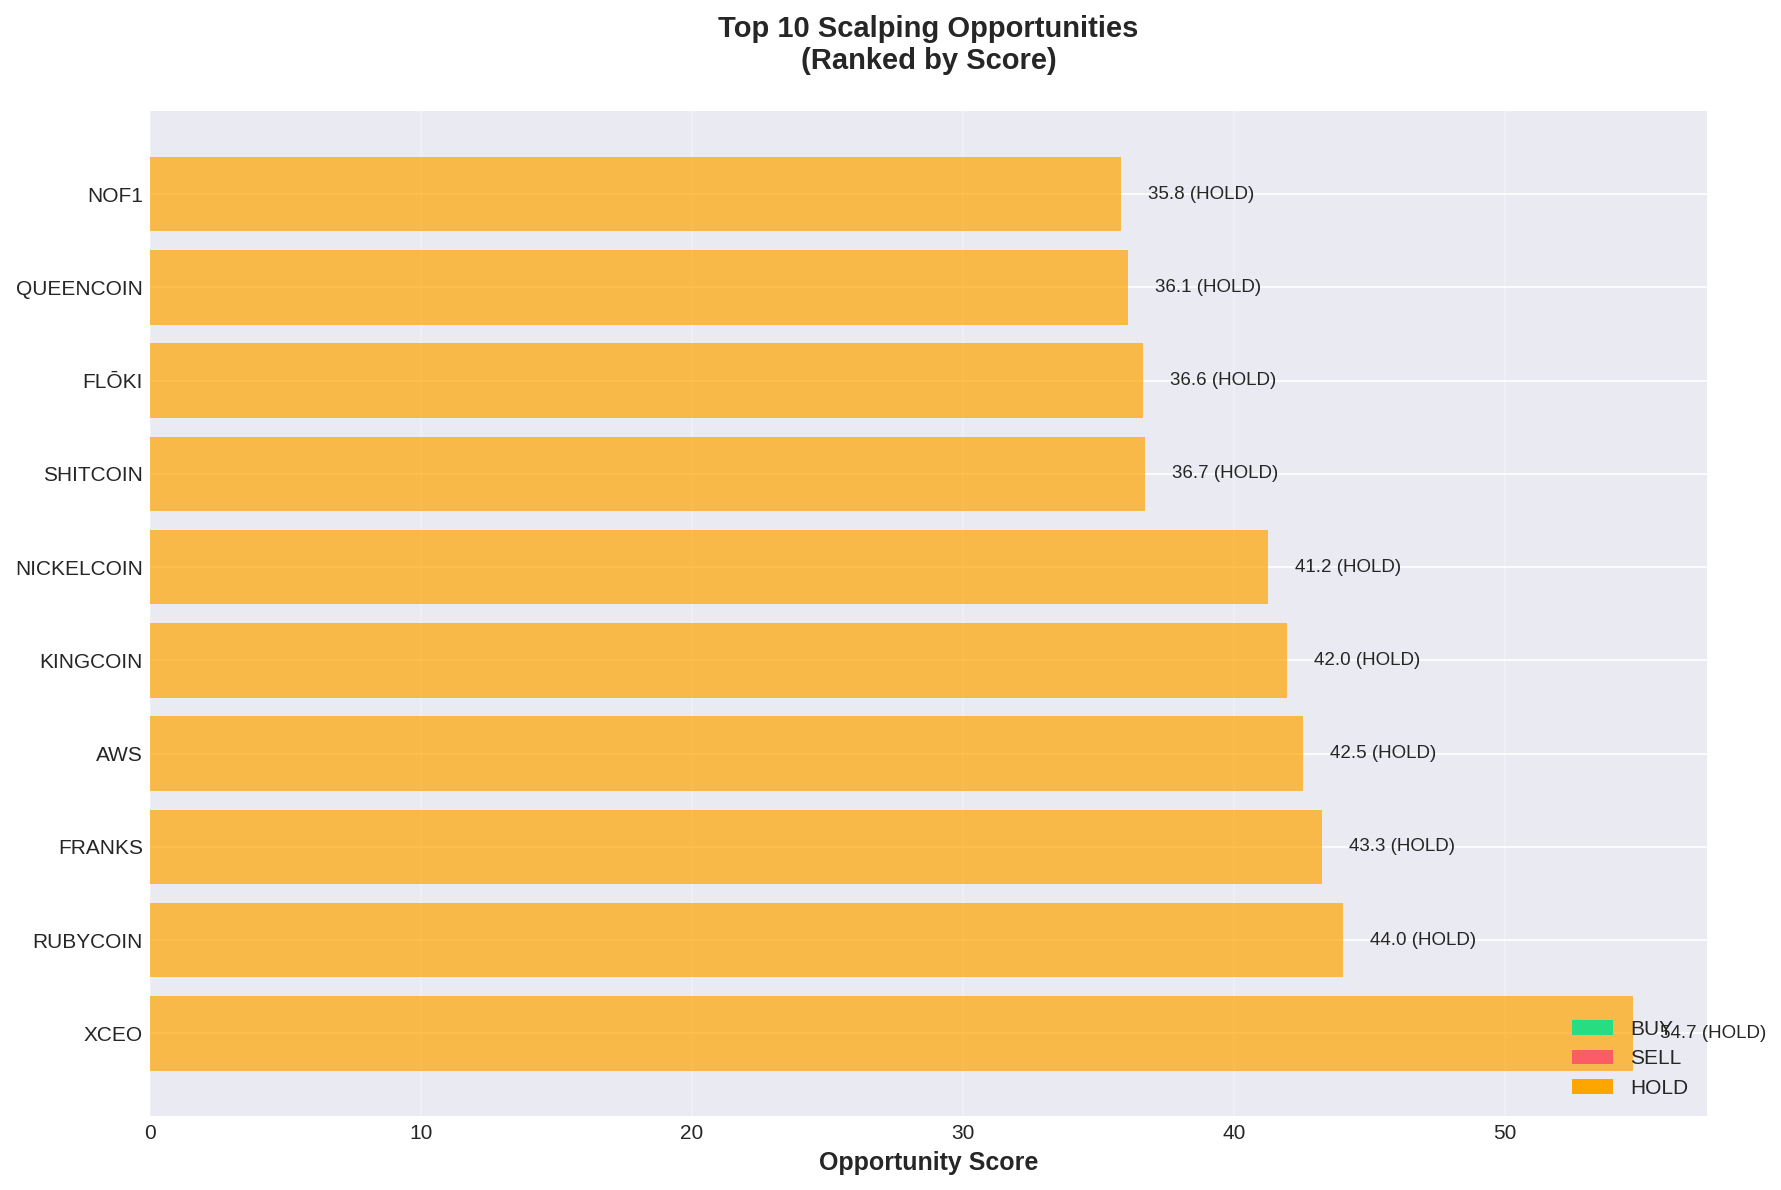 Top 10 Scalping Opportunities
(Ranked by Score)
NOF1 35.8 (HOLD)
QUEENCOIN 36.1 (HOLD)
FLŌKI 36.6 (HOLD)
SHITCOIN 36.7 (HOLD)
NICKELCOIN 41.2 (HOLD)
KINGCOIN 42.0 (HOLD)
AWS 42.5 (HOLD)
FRANKS 43.3 (HOLD)
RUBYCOIN 44.0 (HOLD)
XCEO 54.7 (HOLD)
BUY
SELL
HOLD
0 10 20 30 40 50
Opportunity Score